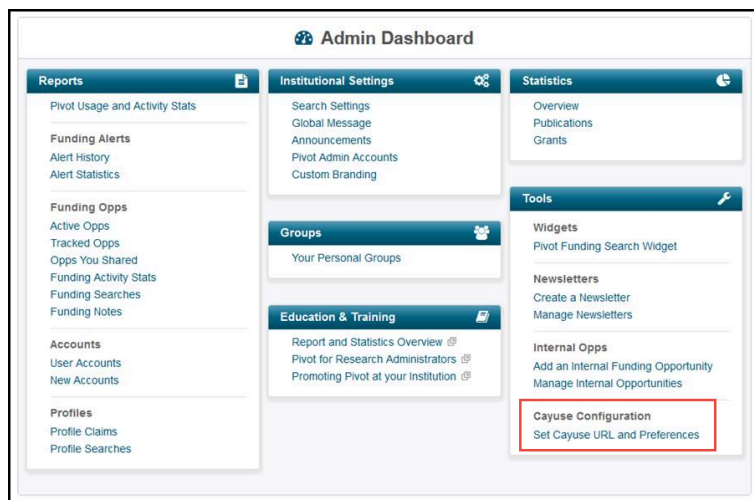 Admin Dashboard
Reports
Pivot Usage and Activity Stats
Funding Alerts
Alert History
Alert Statistics
Funding Opps
Active Opps
Tracked Opps
Opps You Shared
Funding Activity Stats
Funding Searches
Funding Notes
Accounts
User Accounts
New Accounts
Profiles
Profile Claims
Profile Searches
Institutional Settings
Search Settings
Global Message
Announcements
Pivot Admin Accounts
Custom Branding
Groups
Your Personal Groups
Education & Training
Report and Statistics Overview
Pivot for Research Administrators
Promoting Pivot at your Institution
Statistics
Overview
Publications
Grants
Tools
Widgets
Pivot Funding Search Widget
Newsletters
Create a Newsletter
Manage Newsletters
Internal Opps
Add an Internal Funding Opportunity
Manage Internal Opportunities
Cayuse Configuration
Set Cayuse URL and Preferences